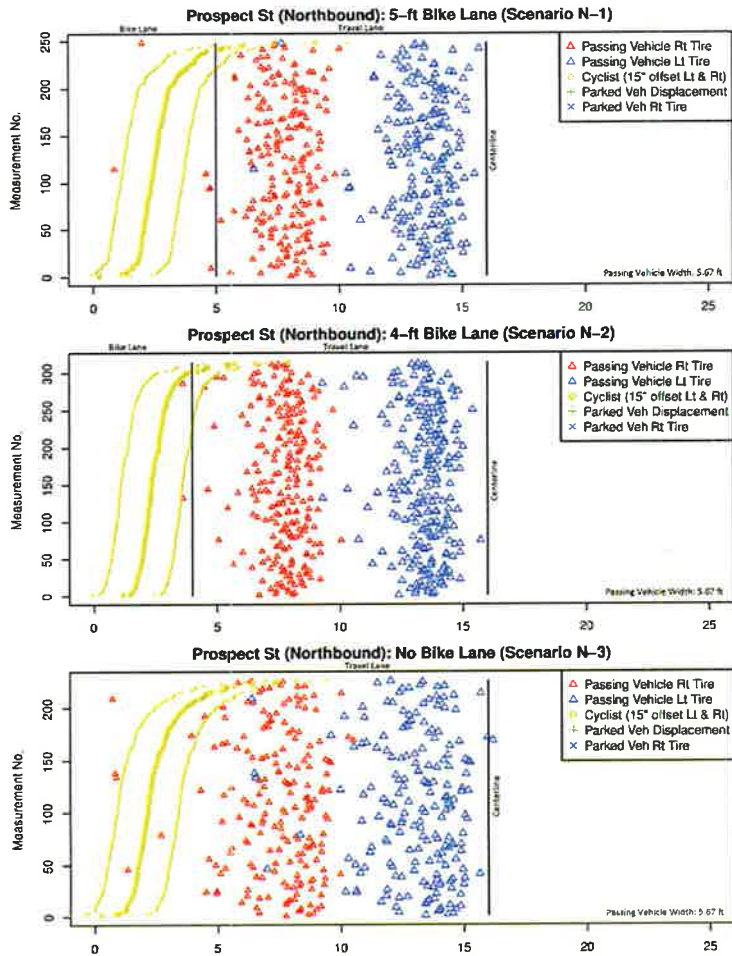 Prospect St (Northbound): 5-ft Bike Lane (Scenario N-1)
Bike Lane
Travel Lane
Passing Vehicle Rt Tire
Passing Vehicle Lt Tire
Cyclist (15" offset Lt & Rt)
Parked Veh Displacement
Parked Veh Rt Tire
Measurement No.
250
200
150
100
50
0
Centerline
Passing Vehicle Width: 5.67 ft
0 5 10 15 20 25
Prospect St (Northbound): 4-ft Bike Lane (Scenario N-2)
Bike Lane
Travel Lane
Passing Vehicle Rt Tire
Passing Vehicle Lt Tire
Cyclist (15" offset Lt & Rt)
Parked Veh Displacement
Parked Veh Rt Tire
Measurement No.
300
250
200
150
100
50
0
Centerline
Passing Vehicle Width: 5.67 ft
0 5 10 15 20 25
Prospect St (Northbound): No Bike Lane (Scenario N-3)
Travel Lane
Passing Vehicle Rt Tire
Passing Vehicle Lt Tire
Cyclist (15" offset Lt & Rt)
Parked Veh Displacement
Parked Veh Rt Tire
Measurement No.
200
150
100
50
0
Centerline
Passing Vehicle Width: 5.67 ft
0 5 10 15 20 25